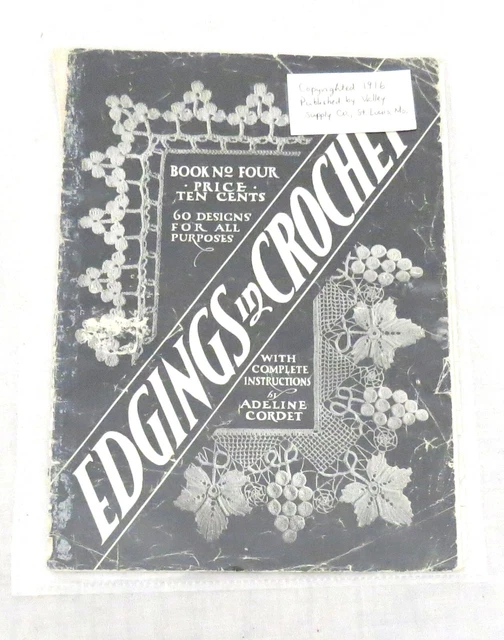 Copyrighted 1916
Published by Valley
Supply Co, St Louis Mo.
BOOK No FOUR
· PRICE ·
TEN CENTS
60 DESIGNS
FOR ALL
PURPOSES
EDGINGS in CROCHET
WITH
COMPLETE
INSTRUCTIONS
by
ADELINE
CORDET